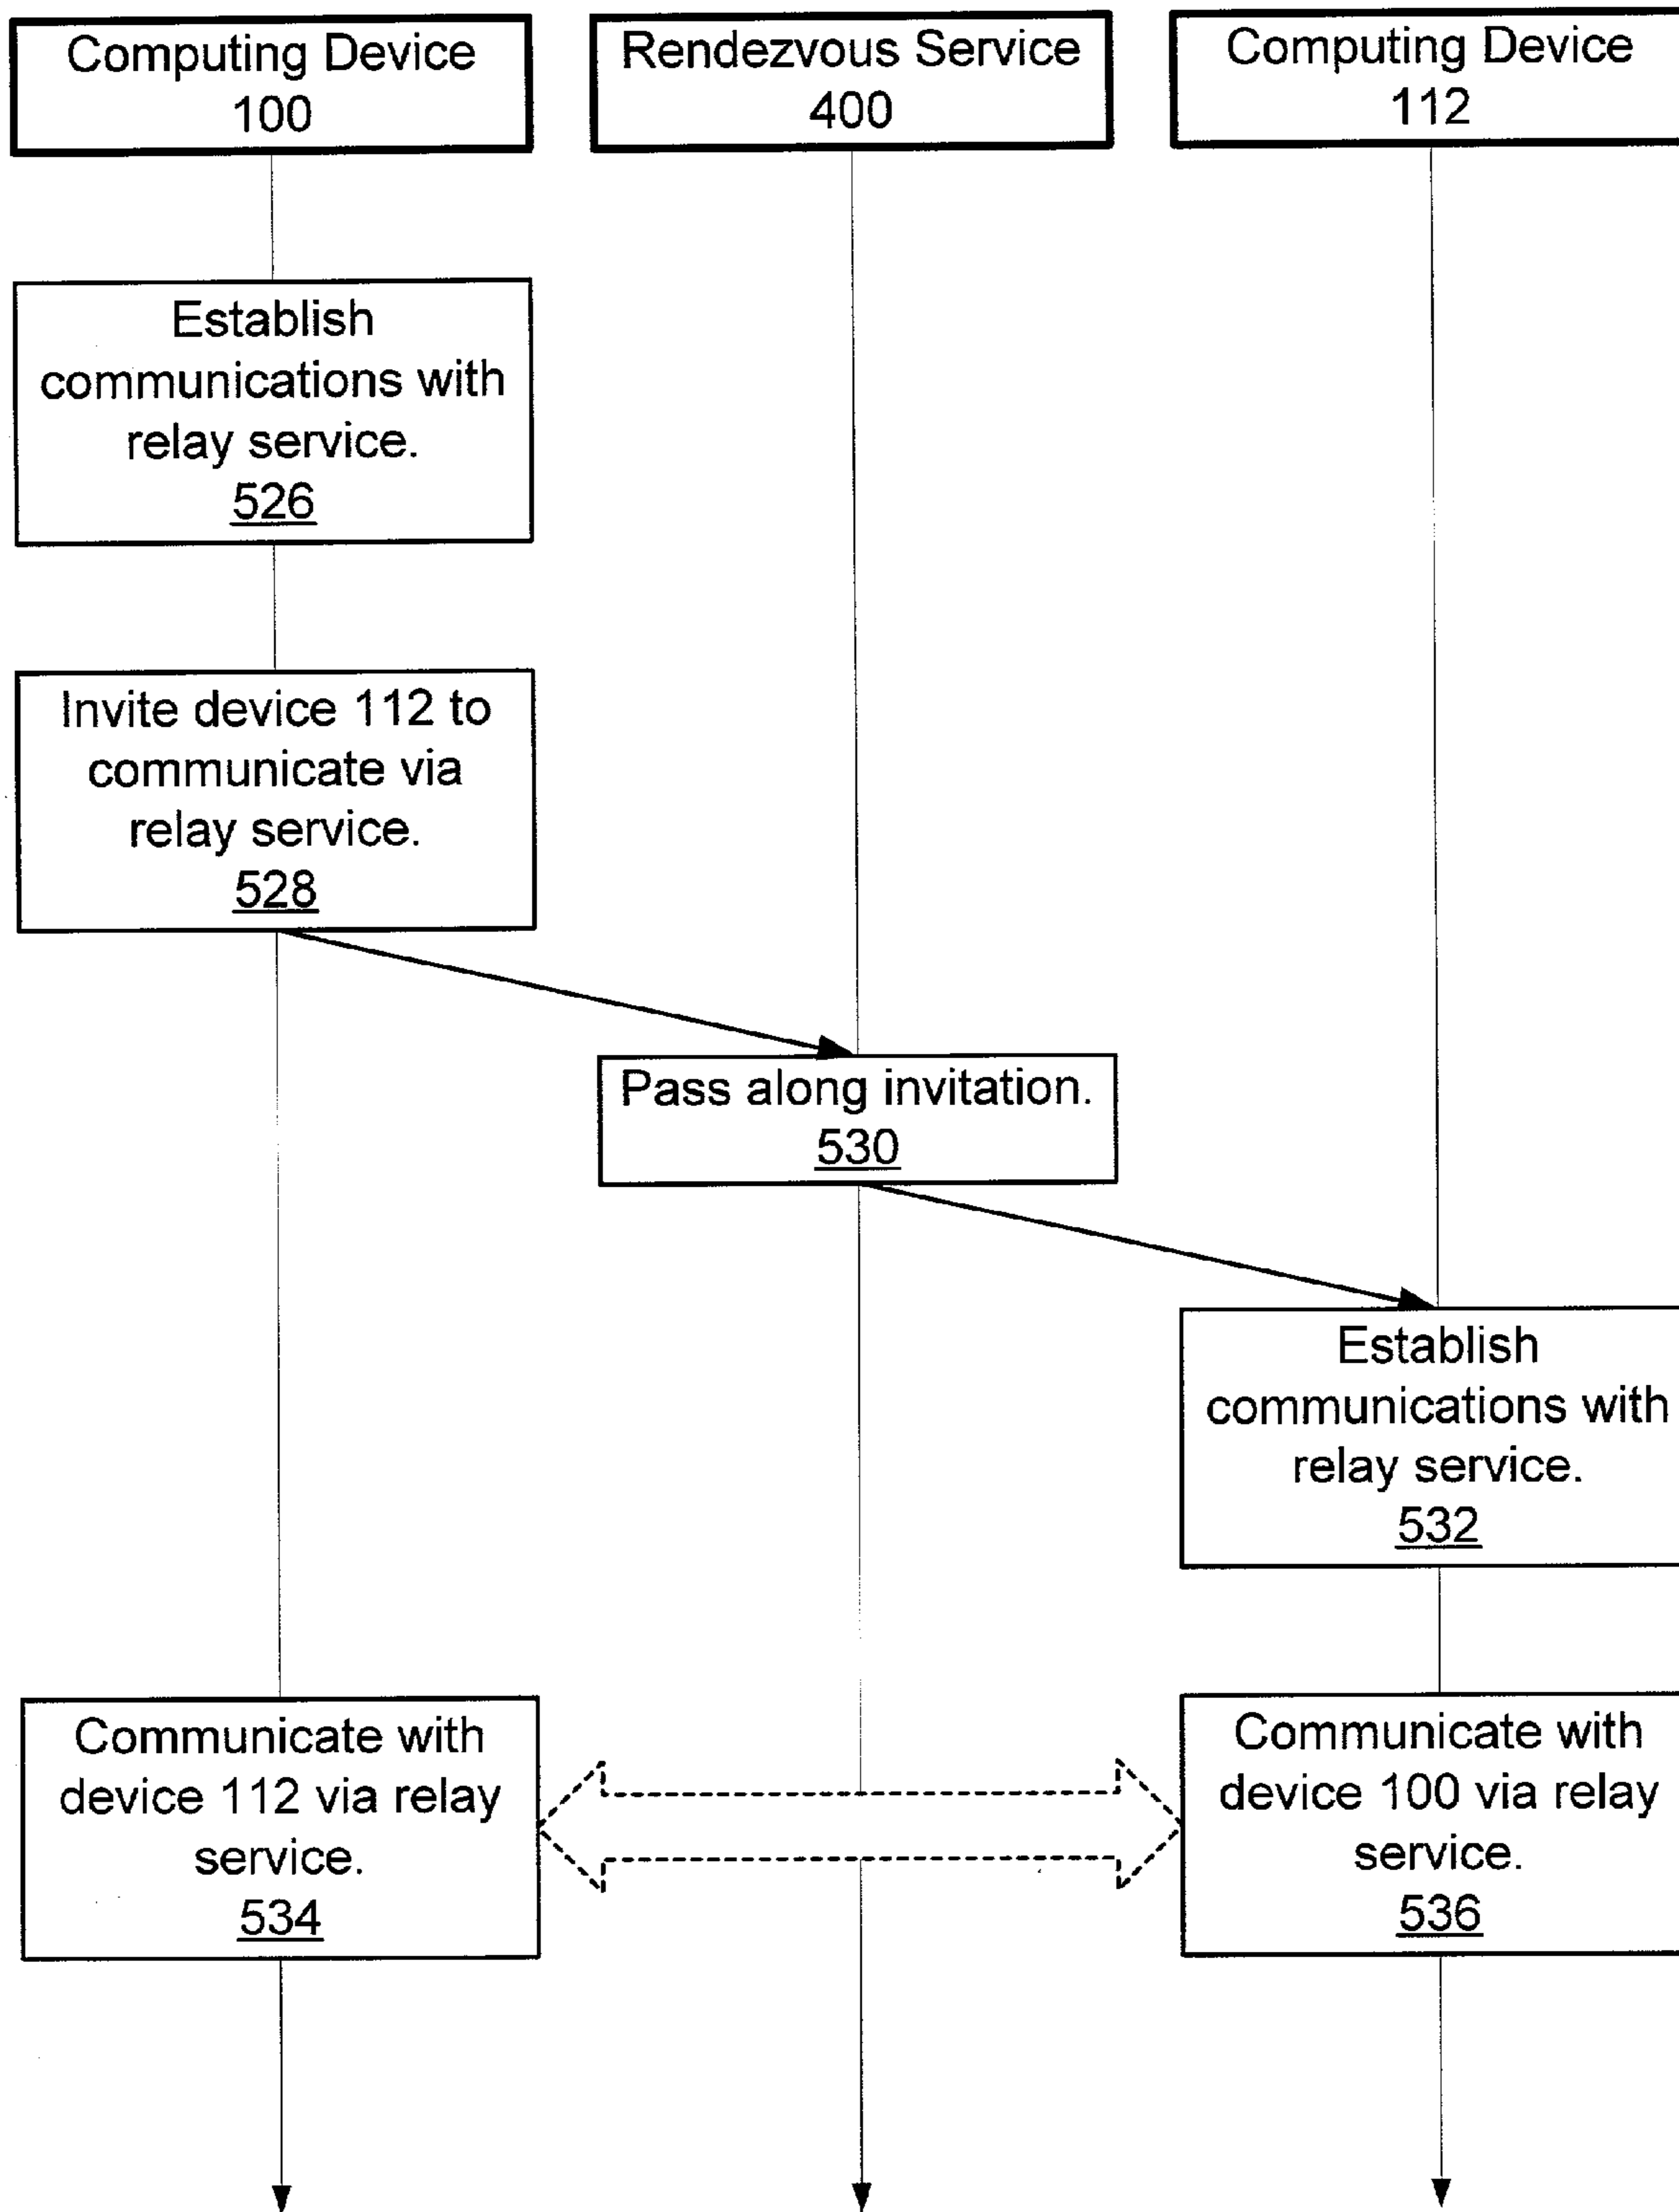 Computing Device
100
Rendezvous Service
400
Computing Device
112
Establish
communications with
relay service.
526
Invite device 112 to
communicate via
relay service.
528
Pass along invitation.
530
Establish
communications with
relay service.
532
Communicate with
device 112 via relay
service.
534
Communicate with
device 100 via relay
service.
536